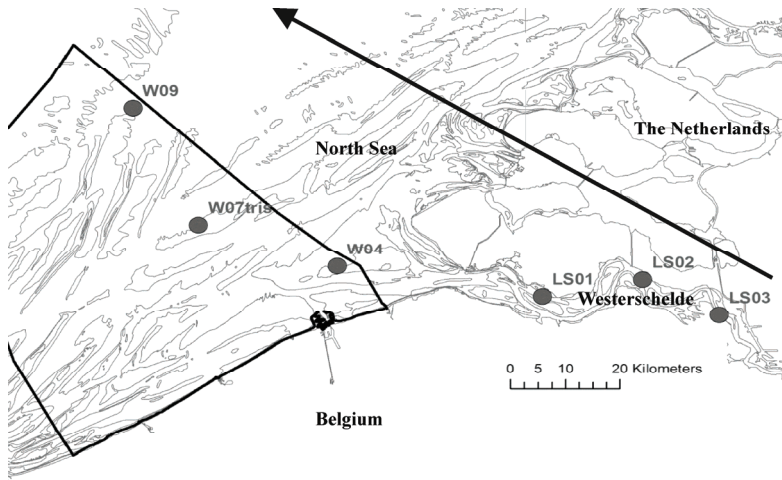 W09
The Netherlands
North Sea
W07tris
W04
LS01
LS02
Westerschelde
LS03
0 5 10 20 Kilometers
Belgium